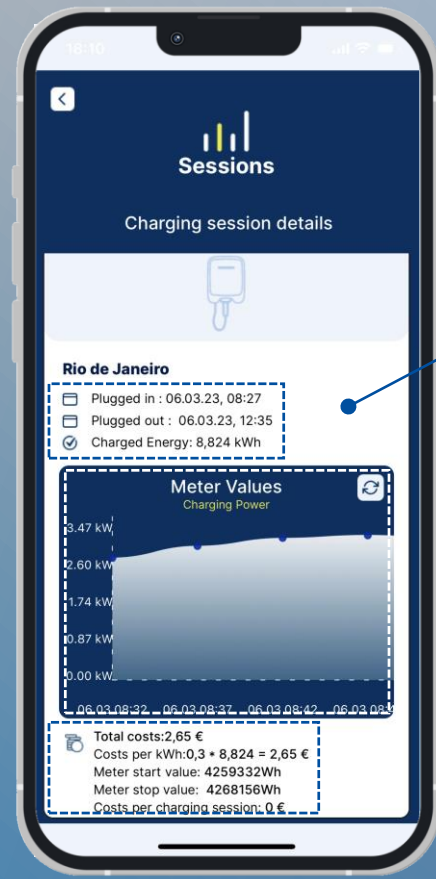 18:10
Sessions
Charging session details
Rio de Janeiro
Plugged in : 06.03.23, 08:27
Plugged out : 06.03.23, 12:35
Charged Energy: 8,824 kWh
Meter Values
Charging Power
3.47 kW
2.60 kW
1.74 kW
0.87 kW
0.00 kW
06.03 08:32 06.03 08:37 06.03 08:42 06.03
Total costs:2,65 €
Costs per kWh:0,3 * 8,824 = 2,65 €
Meter start value: 4259332Wh
Meter stop value: 4268156Wh
Costs per charging session: 0 €